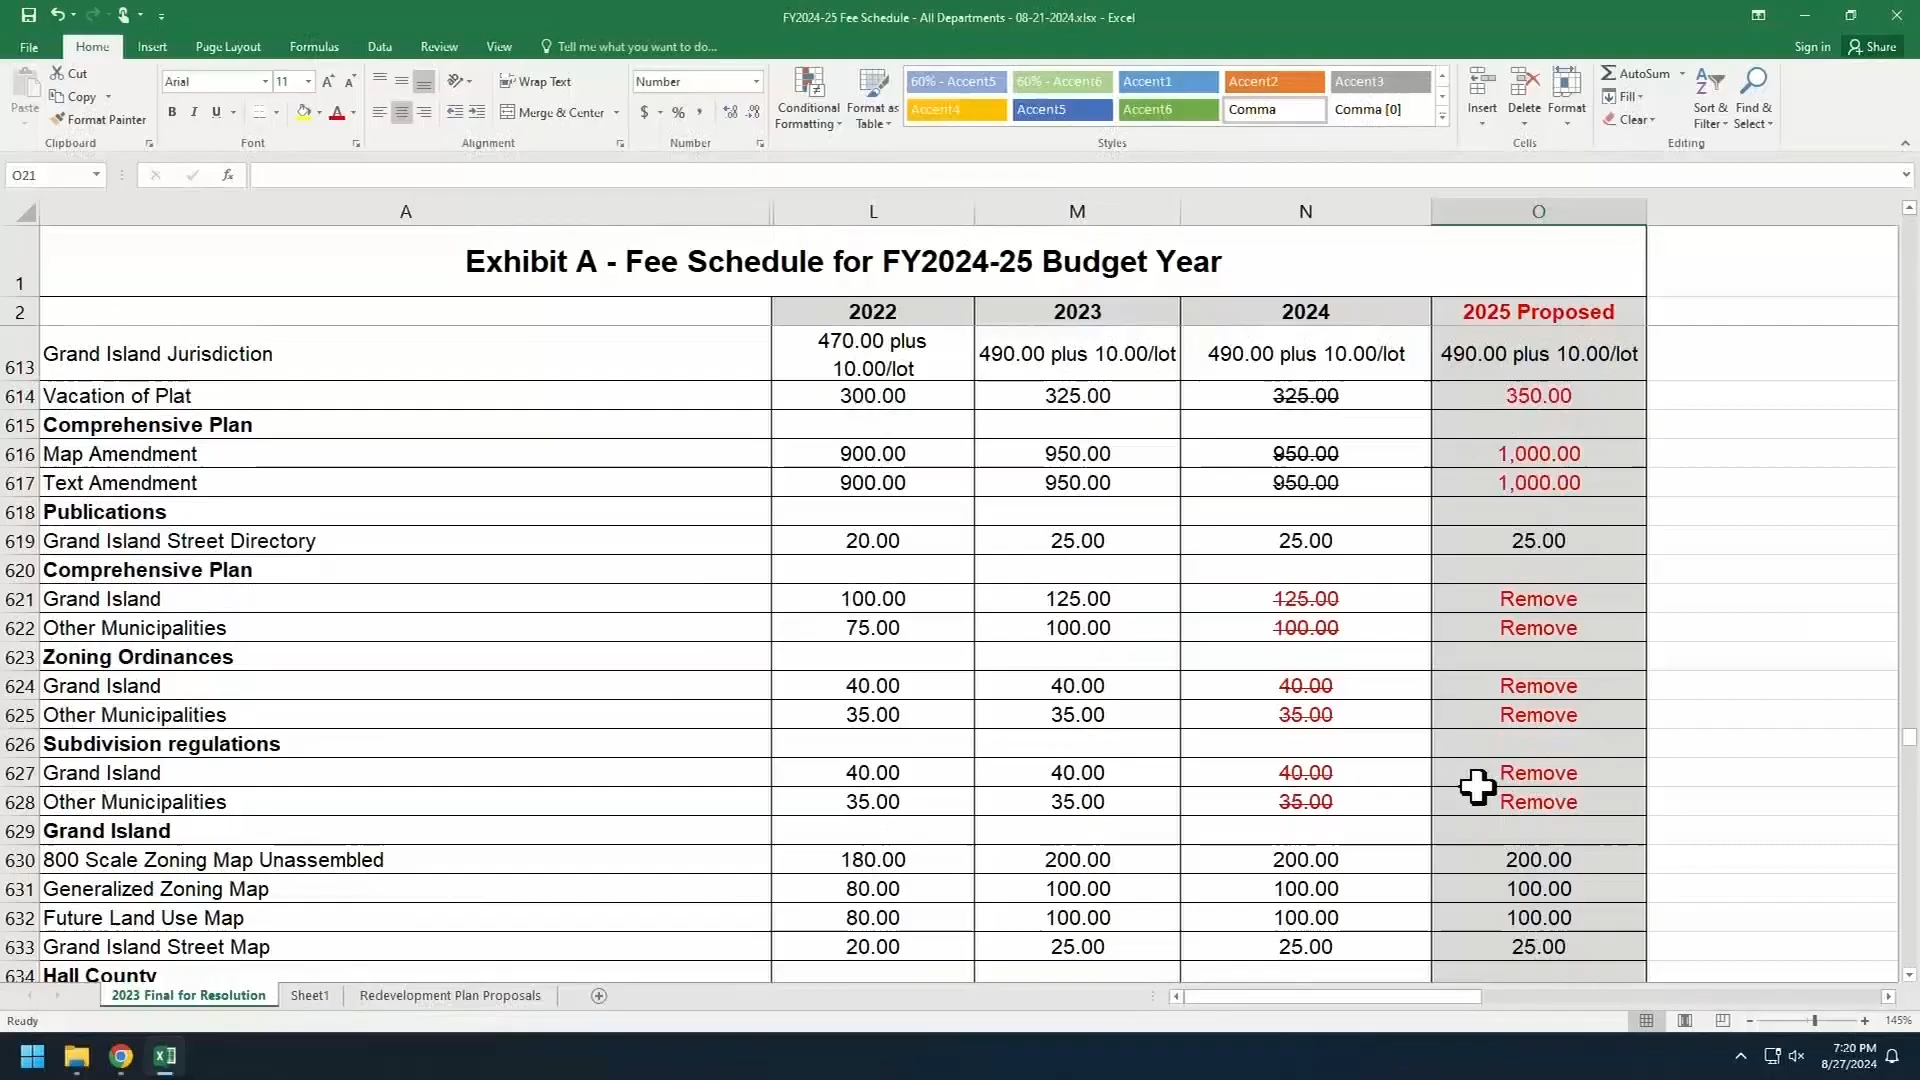 FY2024-25 Fee Schedule - All Departments - 08-21-2024.xlsx - Excel
File Home Insert Page Layout Formulas Data Review View Tell me what you want to do... Sign in Share
Paste Cut Copy Format Painter Clipboard
Arial 11 A A B I U A Font
Wrap Text Merge & Center Alignment
Number $ % , Number
Conditional Formatting Format as Table
60% - Accent5 60% - Accent6 Accent1 Accent2 Accent3
Accent4 Accent5 Accent6 Comma Comma [0]
Styles
Insert Delete Format Cells
AutoSum Fill Clear Sort & Filter Find & Select Editing
O21 fx
A L M N O
1 Exhibit A - Fee Schedule for FY2024-25 Budget Year
2 2022 2023 2024 2025 Proposed
613 Grand Island Jurisdiction 470.00 plus 10.00/lot 490.00 plus 10.00/lot 490.00 plus 10.00/lot 490.00 plus 10.00/lot
614 Vacation of Plat 300.00 325.00 325.00 350.00
615 Comprehensive Plan
616 Map Amendment 900.00 950.00 950.00 1,000.00
617 Text Amendment 900.00 950.00 950.00 1,000.00
618 Publications
619 Grand Island Street Directory 20.00 25.00 25.00 25.00
620 Comprehensive Plan
621 Grand Island 100.00 125.00 125.00 Remove
622 Other Municipalities 75.00 100.00 100.00 Remove
623 Zoning Ordinances
624 Grand Island 40.00 40.00 40.00 Remove
625 Other Municipalities 35.00 35.00 35.00 Remove
626 Subdivision regulations
627 Grand Island 40.00 40.00 40.00 Remove
628 Other Municipalities 35.00 35.00 35.00 Remove
629 Grand Island
630 800 Scale Zoning Map Unassembled 180.00 200.00 200.00 200.00
631 Generalized Zoning Map 80.00 100.00 100.00 100.00
632 Future Land Use Map 80.00 100.00 100.00 100.00
633 Grand Island Street Map 20.00 25.00 25.00 25.00
634 Hall County
2023 Final for Resolution Sheet1 Redevelopment Plan Proposals
Ready 145%
7:20 PM
8/27/2024